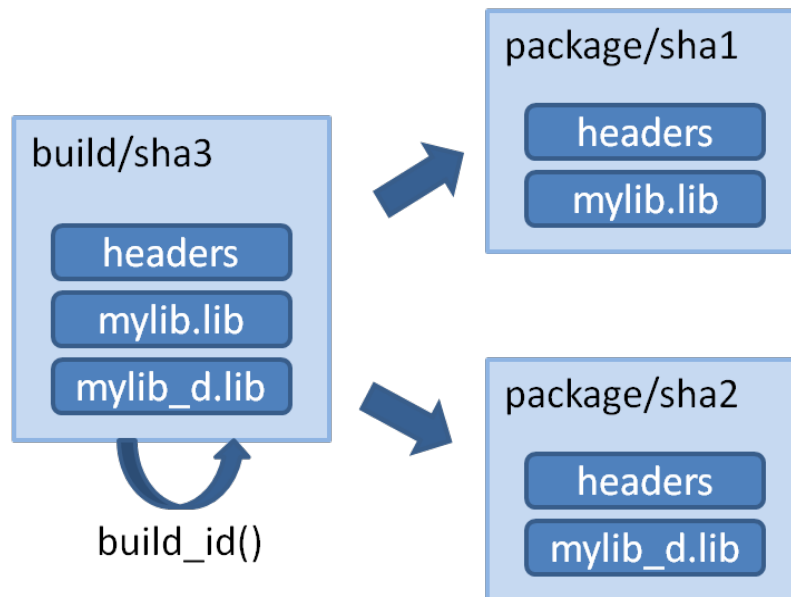 build/sha3
headers
mylib.lib
mylib_d.lib
build_id()
package/sha1
headers
mylib.lib
package/sha2
headers
mylib_d.lib